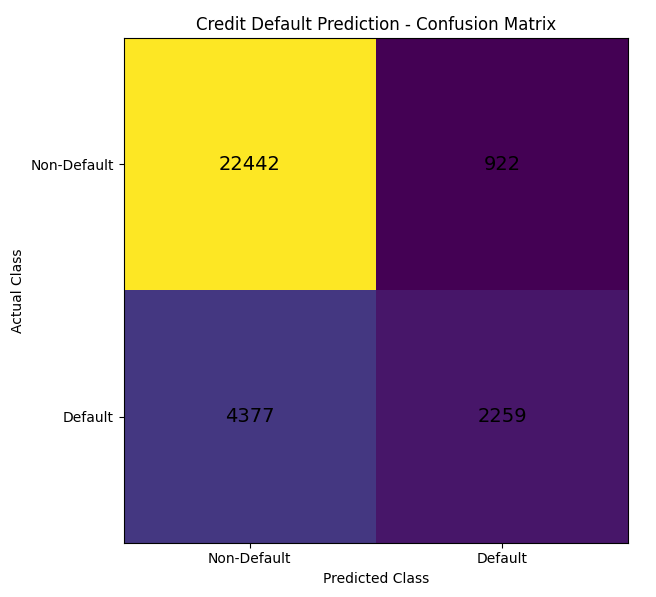 Credit Default Prediction - Confusion Matrix
Actual Class
Non-Default
22442
922
Default
4377
2259
Non-Default
Default
Predicted Class